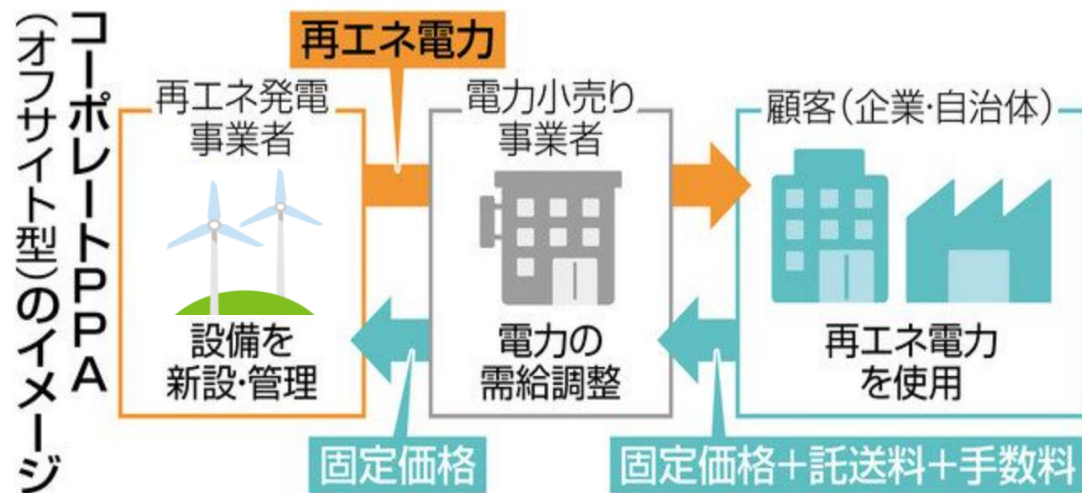 コーポレートPPA
(オフサイト型)のイメージ
再エネ電力
再エネ発電
事業者
設備を
新設・管理
電力小売り
事業者
電力の
需給調整
顧客(企業・自治体)
再エネ電力
を使用
固定価格
固定価格+託送料+手数料